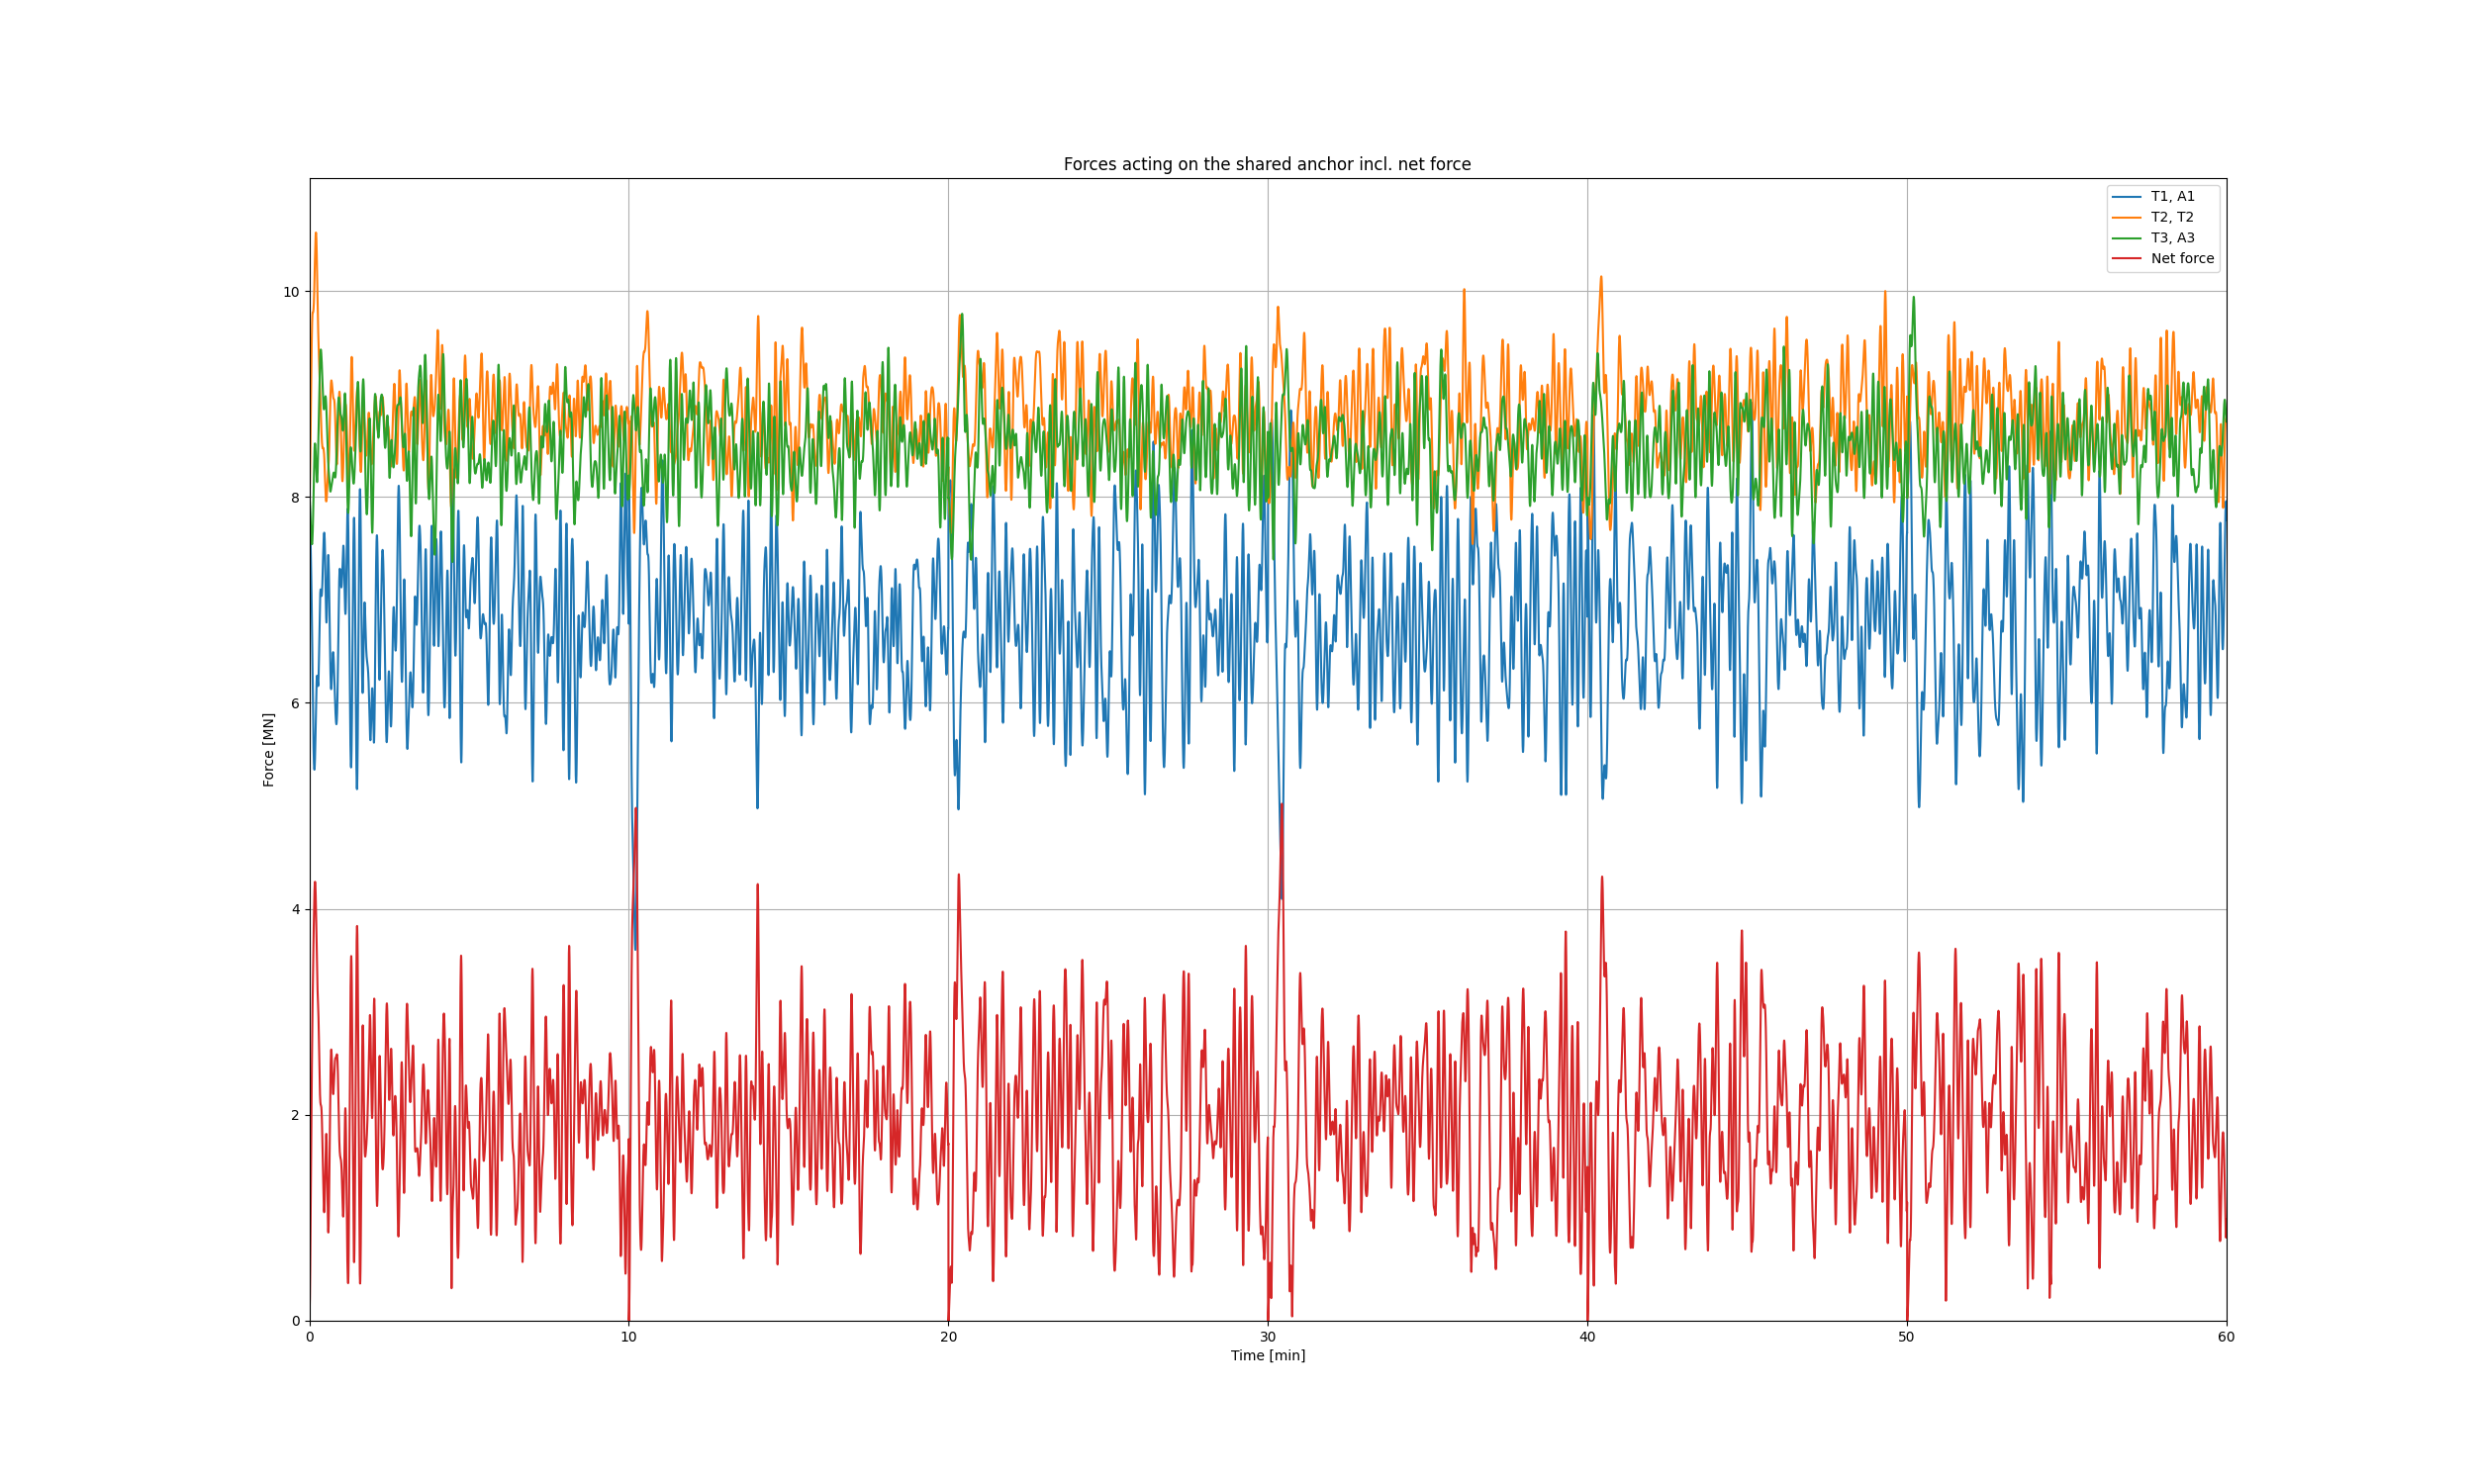 Forces acting on the shared anchor incl. net force
T1, A1
T2, T2
T3, A3
Net force
10
8
6
4
2
0
Force [MN]
0 10 20 30 40 50 60
Time [min]